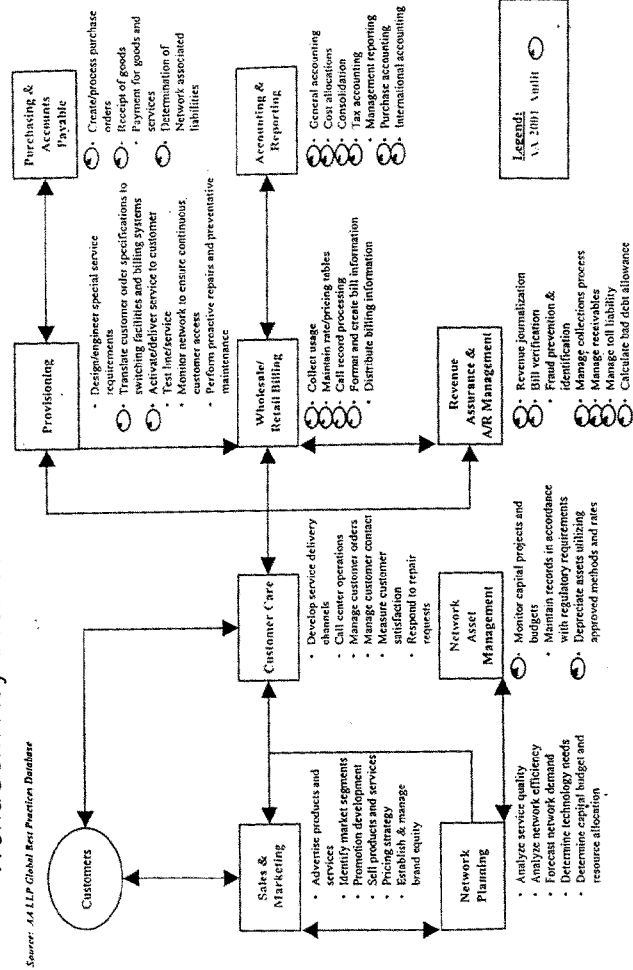 Source: AA LLP Global Best Practices Database
Customers
Sales &
Marketing
• Advertise products and
services
• Identify market segments
• Promotion development
• Sell products and services
• Pricing strategy
• Establish & manage
brand equity
Network
Planning
• Analyze service quality
• Analyze network efficiency
• Forecast network demand
• Determine technology needs
• Determine capital budget and
resource allocation
Customer Care
• Develop service delivery
channels
• Call center operations
• Manage customer orders
• Manage customer contact
• Measure customer
satisfaction
• Respond to repair
requests
Network
Asset
Management
• Monitor capital projects and
budgets
• Maintain records in accordance
with regulatory requirements
• Depreciate assets utilizing
approved methods and rates
Provisioning
• Design/engineer special service
requirements
• Translate customer order specifications to
switching facilities and billing systems
• Activate/deliver service to customer
• Test line/service
• Monitor network to ensure continuous
customer access
• Perform proactive repairs and preventative
maintenance
Wholesale/
Retail Billing
• Collect usage
• Maintain rate/pricing tables
• Call record processing
• Format and create bill information
• Distribute billing information
Revenue
Assurance &
A/R Management
• Revenue journalization
• Bill verification
• Fraud prevention &
identification
• Manage collections process
• Manage receivables
• Manage toll liability
• Calculate bad debt allowance
Purchasing &
Accounts
Payable
• Create/process purchase
orders
• Receipt of goods
• Payment for goods and
services
• Determination of
Network associated
liabilities
Accounting &
Reporting
• General accounting
• Cost allocations
• Consolidation
• Tax accounting
• Management reporting
• Purchase accounting
• International accounting
Legend:
AA 2001 Audit